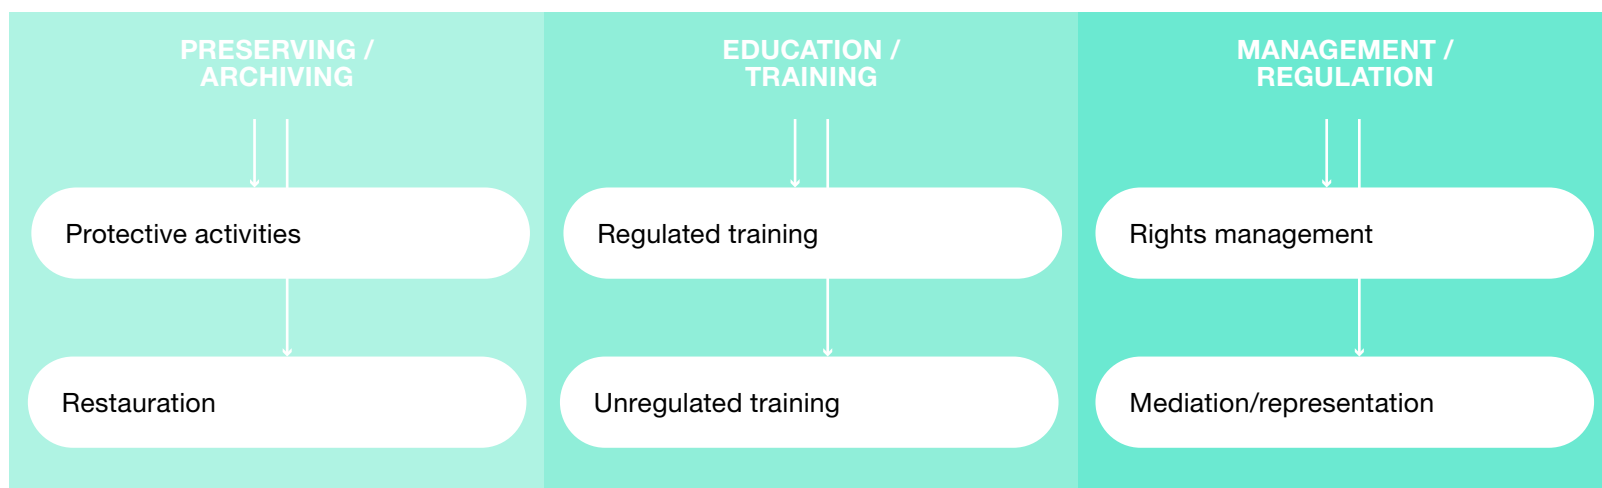 PRESERVING /
ARCHIVING
Protective activities
Restauration
EDUCATION /
TRAINING
Regulated training
Unregulated training
MANAGEMENT /
REGULATION
Rights management
Mediation/representation